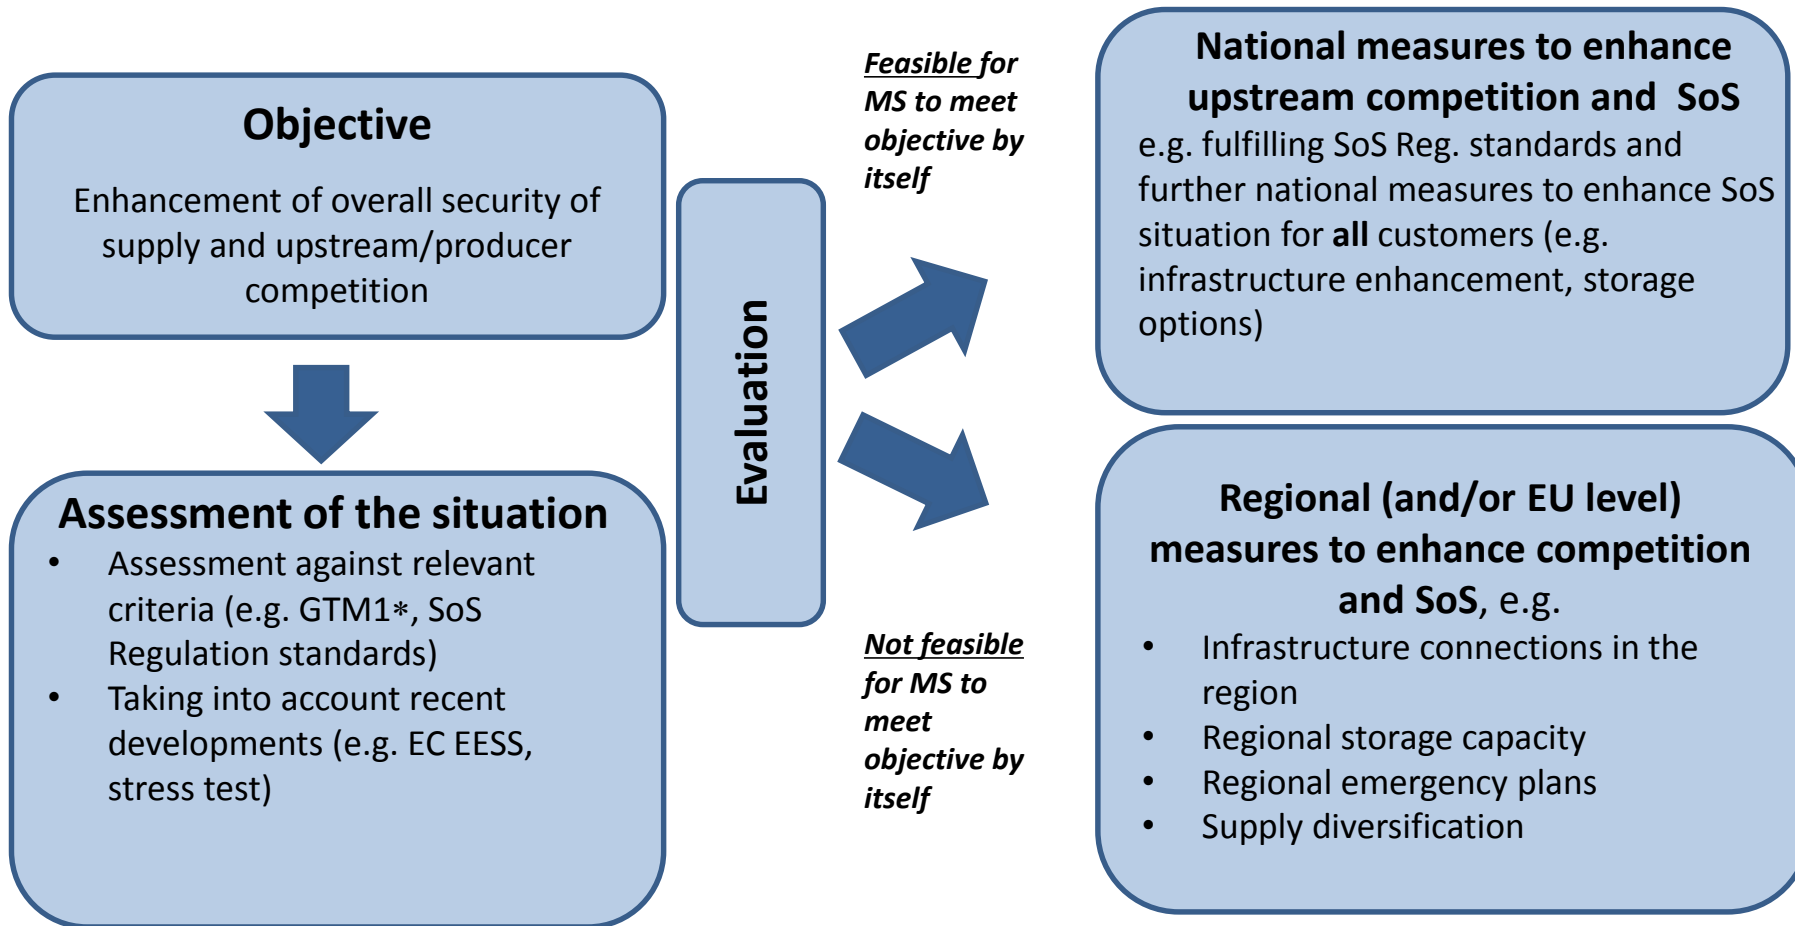 Objective
Enhancement of overall security of
supply and upstream/producer
competition
Assessment of the situation
• Assessment against relevant
criteria (e.g. GTM1*, SoS
Regulation standards)
• Taking into account recent
developments (e.g. EC EESS,
stress test)
Evaluation
Feasible for
MS to meet
objective by
itself
Not feasible
for MS to
meet
objective by
itself
National measures to enhance
upstream competition and SoS
e.g. fulfilling SoS Reg. standards and
further national measures to enhance SoS
situation for all customers (e.g.
infrastructure enhancement, storage
options)
Regional (and/or EU level)
measures to enhance competition
and SoS, e.g.
• Infrastructure connections in the
region
• Regional storage capacity
• Regional emergency plans
• Supply diversification